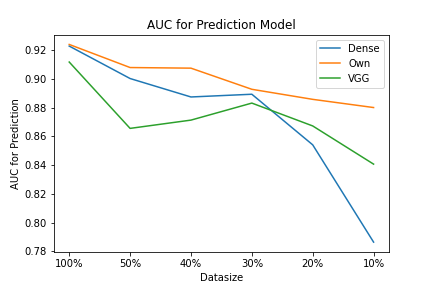 AUC for Prediction Model
Dense
Own
VGG
AUC for Prediction
0.92
0.90
0.88
0.86
0.84
0.82
0.80
0.78
100% 50% 40% 30% 20% 10%
Datasize